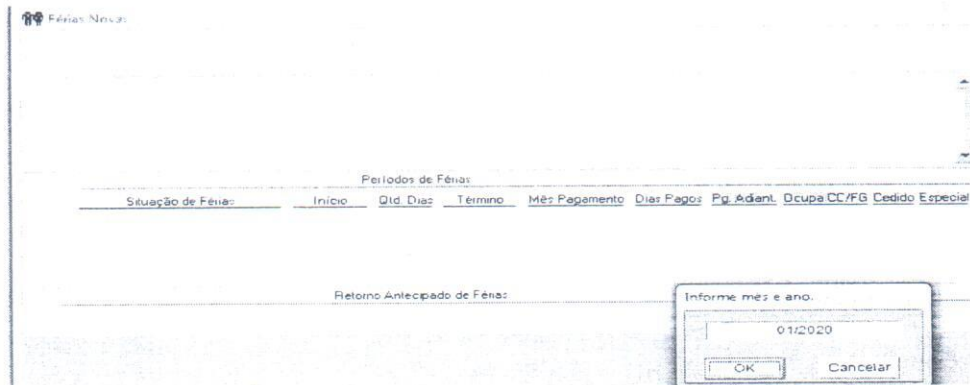 Férias Novas
Períodos de Férias
Situação de Férias Início Qtd. Dias Término Mês Pagamento Dias Pagos Pg. Adiant. Ocupa CC/FG Cedido Especial
Retorno Antecipado de Férias
Informe mês e ano.
01/2020
OK Cancelar